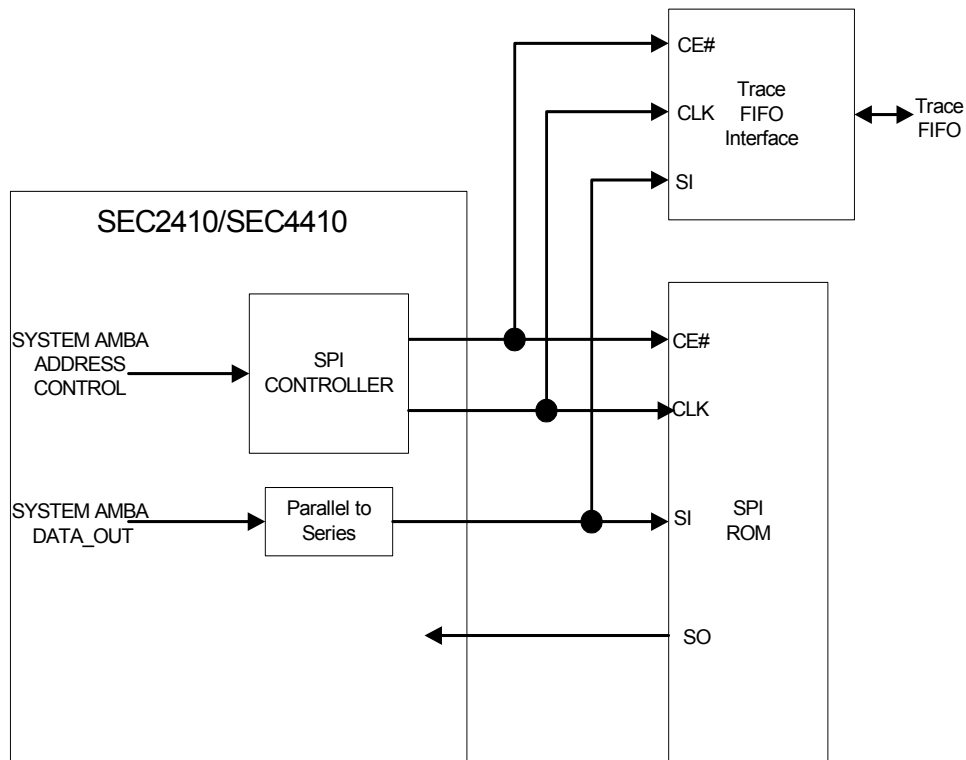 CE#
Trace
FIFO
Interface
CLK
SI
Trace
FIFO
SEC2410/SEC4410
SYSTEM AMBA
ADDRESS
CONTROL
SPI
CONTROLLER
CE#
CLK
SYSTEM AMBA
DATA_OUT
Parallel to
Series
SI
SPI
ROM
SO